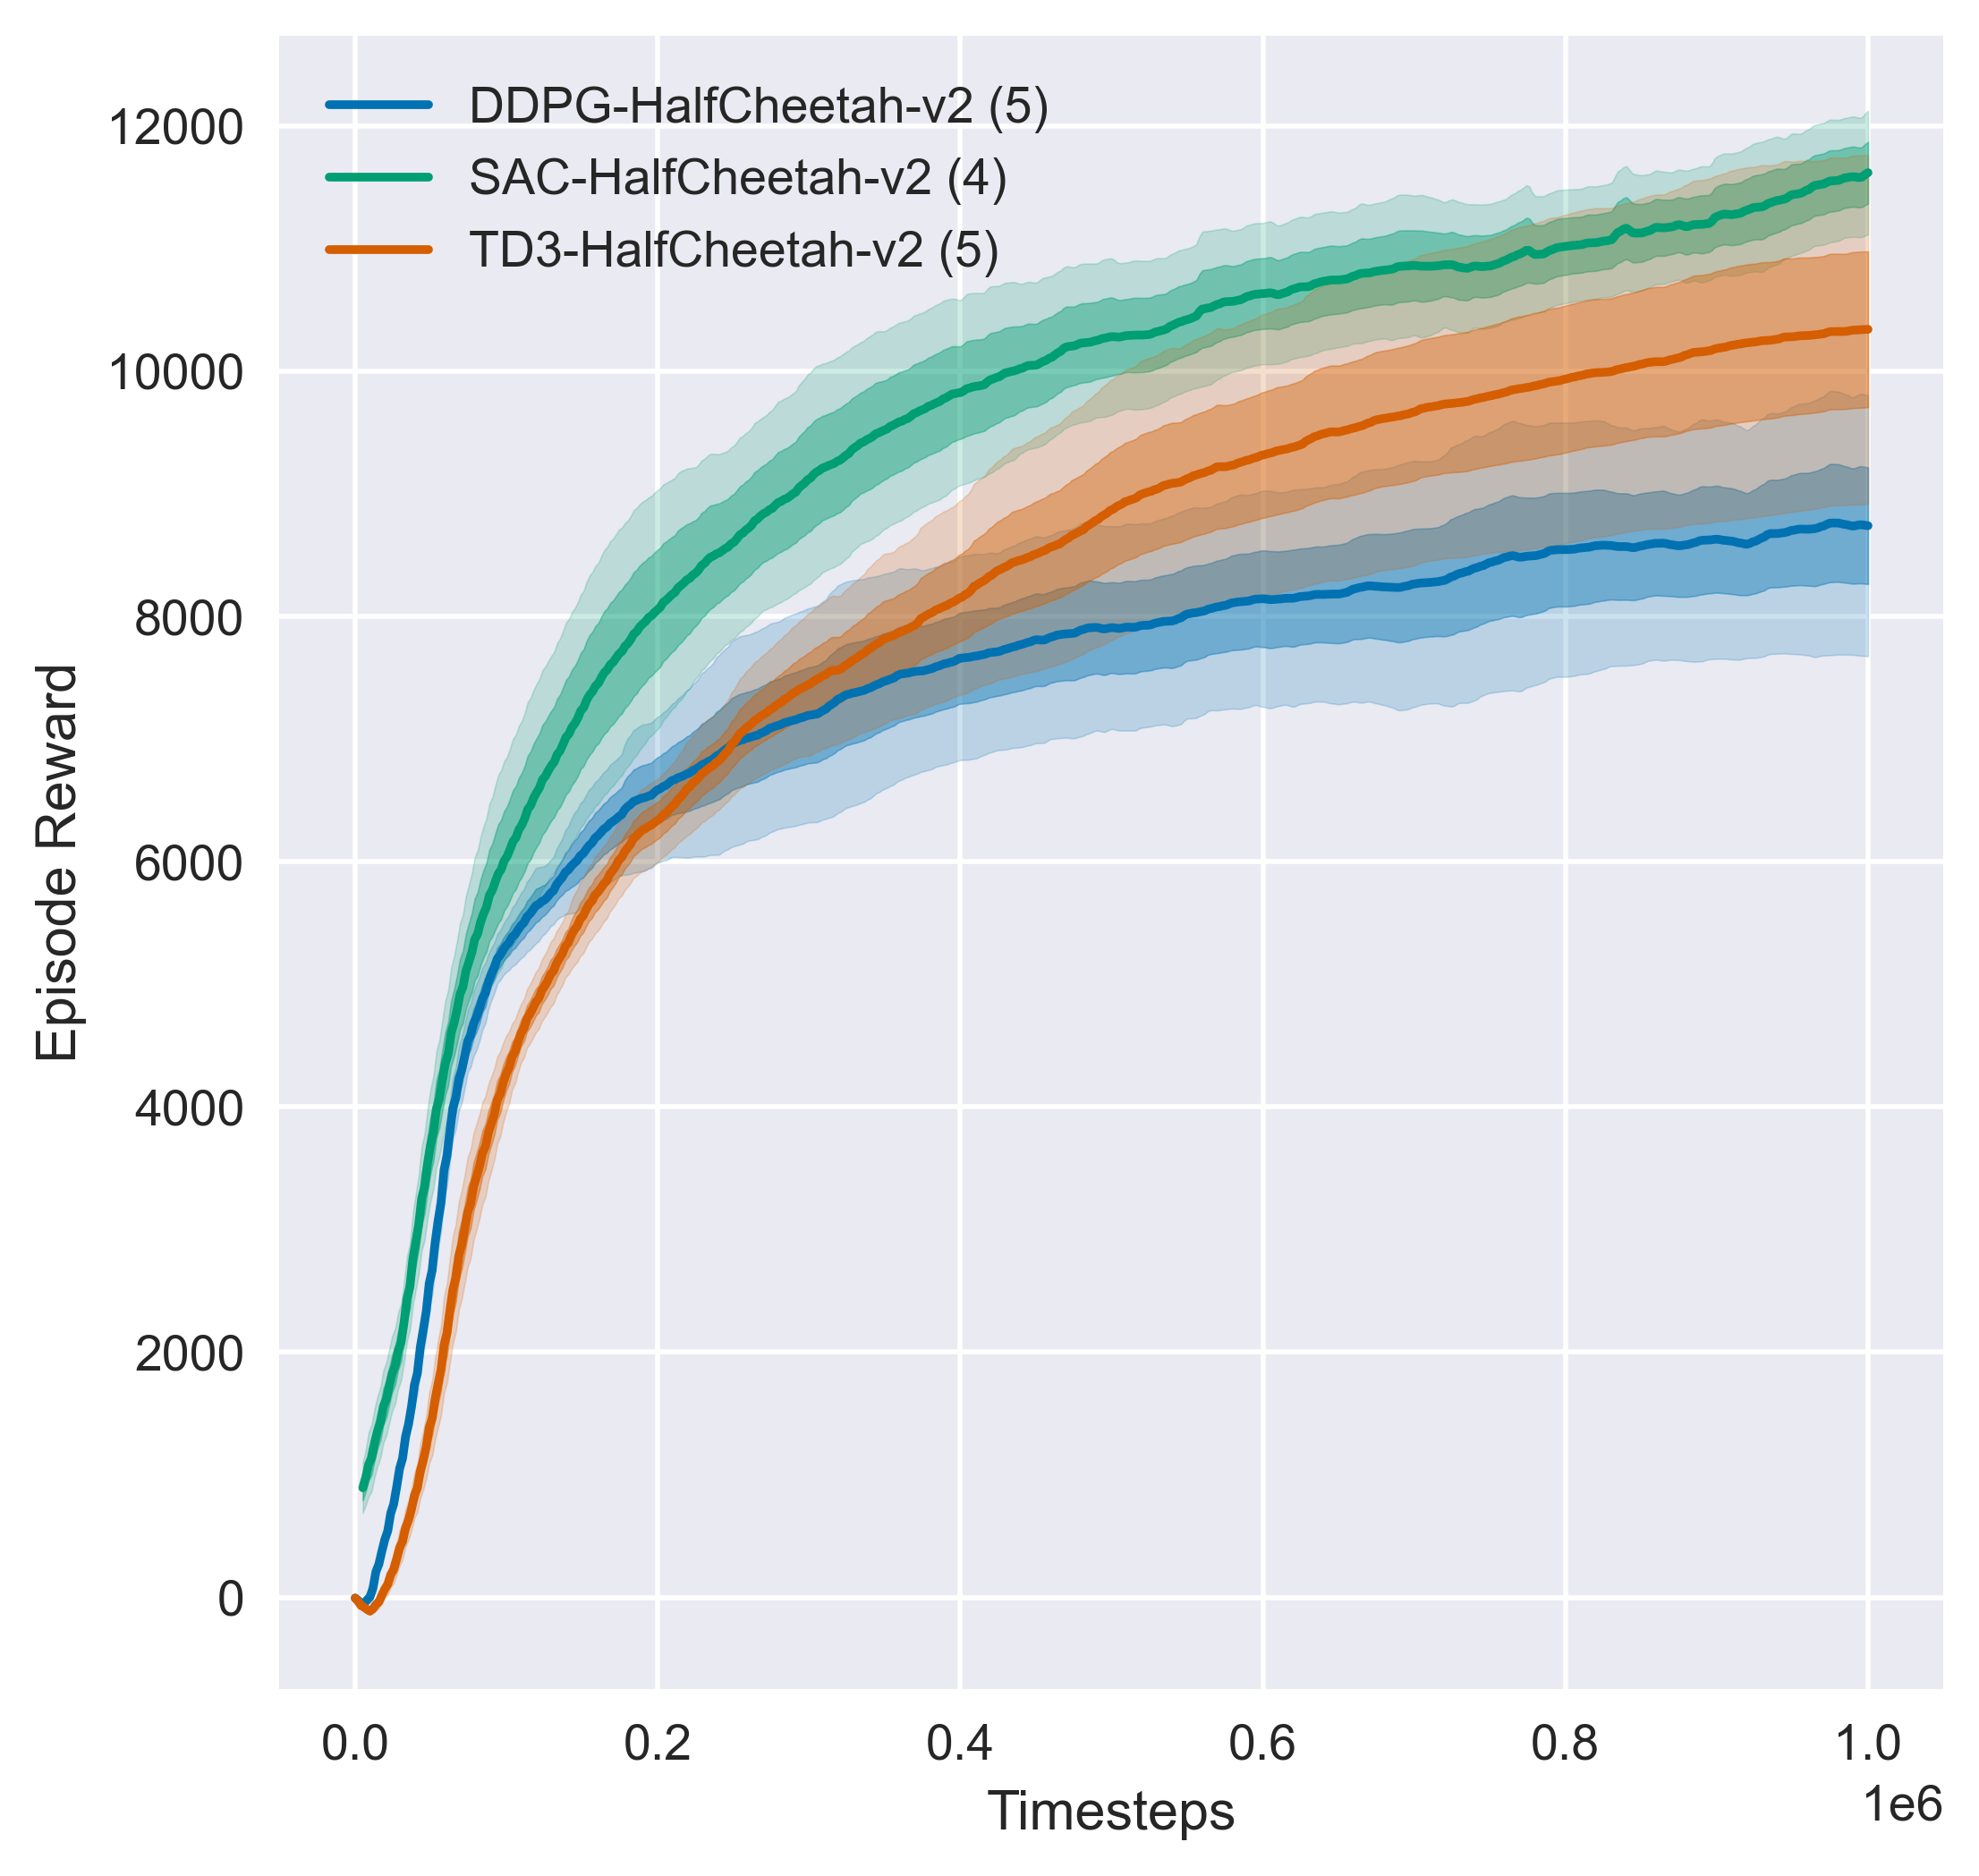 DDPG-HalfCheetah-v2 (5)
SAC-HalfCheetah-v2 (4)
TD3-HalfCheetah-v2 (5)
12000
10000
8000
6000
4000
2000
0
Episode Reward
0.0 0.2 0.4 0.6 0.8 1.0
1e6
Timesteps